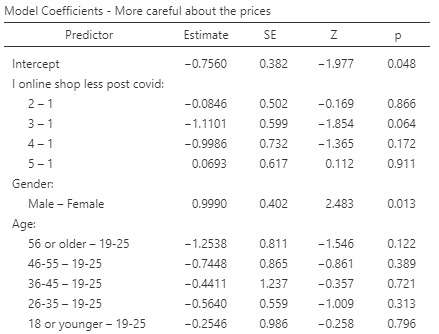 Model Coefficients - More careful about the prices
Predictor Estimate SE Z p
Intercept −0.7560 0.382 −1.977 0.048
I online shop less post covid:
2 – 1 −0.0846 0.502 −0.169 0.866
3 – 1 −1.1101 0.599 −1.854 0.064
4 – 1 −0.9986 0.732 −1.365 0.172
5 – 1 0.0693 0.617 0.112 0.911
Gender:
Male – Female 0.9990 0.402 2.483 0.013
Age:
56 or older – 19-25 −1.2538 0.811 −1.546 0.122
46-55 – 19-25 −0.7448 0.865 −0.861 0.389
36-45 – 19-25 −0.4411 1.237 −0.357 0.721
26-35 – 19-25 −0.5640 0.559 −1.009 0.313
18 or younger – 19-25 −0.2546 0.986 −0.258 0.796